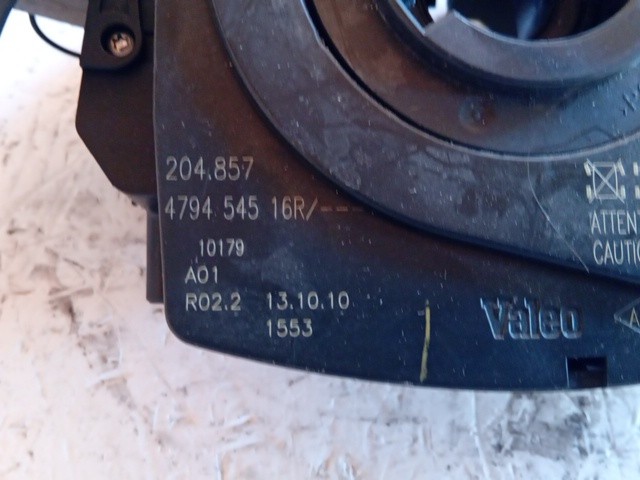 204.857
4794 545 16R/---
10179
A01
R02.2 13.10.10
1553
Valeo
ATTEN
CAUTIO